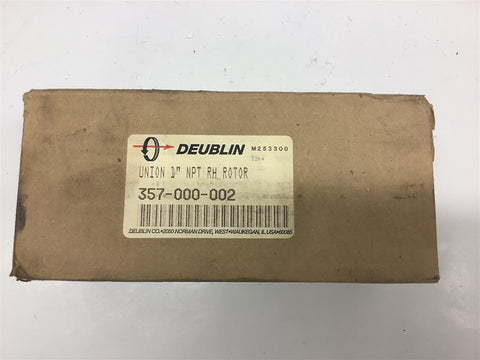 DEUBLIN M253300
1264
UNION 1" NPT RH ROTOR
357-000-002
DEUBLIN CO.•2050 NORMAN DRIVE, WEST•WAUKEGAN, IL USA•60085